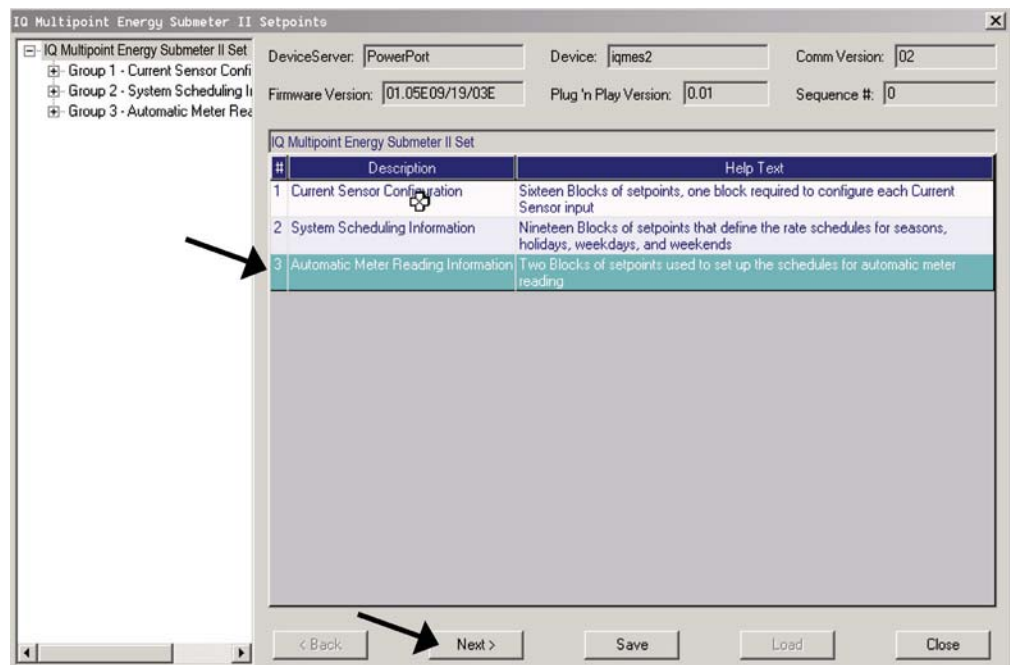 IQ Multipoint Energy Submeter II Setpoints
IQ Multipoint Energy Submeter II Set
Group 1 - Current Sensor Confi
Group 2 - System Scheduling I
Group 3 - Automatic Meter Rea
DeviceServer: PowerPort
Device: iqmes2
Comm Version: 02
Firmware Version: 01.05E09/19/03E
Plug 'n Play Version: 0.01
Sequence #: 0
IQ Multipoint Energy Submeter II Set
# Description Help Text
1 Current Sensor Configuration Sixteen Blocks of setpoints, one block required to configure each Current
Sensor input
2 System Scheduling Information Nineteen Blocks of setpoints that define the rate schedules for seasons,
holidays, weekdays, and weekends
3 Automatic Meter Reading Information Two Blocks of setpoints used to set up the schedules for automatic meter
reading
< Back Next > Save Load Close